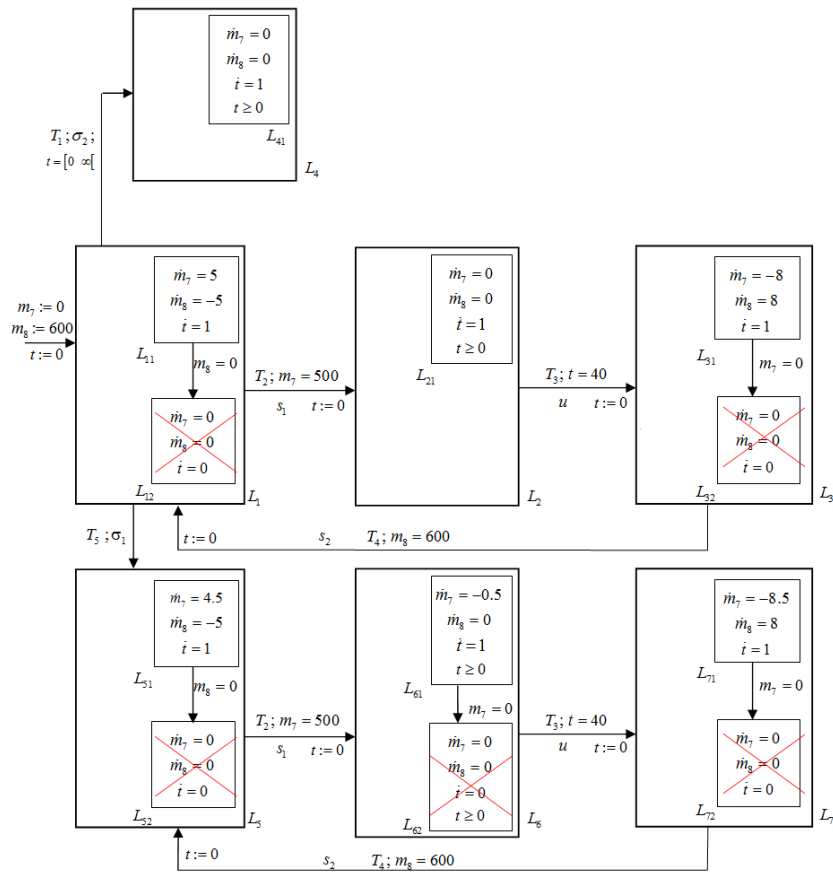 ṁ₇ = 0
ṁ₈ = 0
ṫ = 1
t ≥ 0
L₄₁
L₄
T₁ ; σ₂ ;
t = [0 ∞[
m₇ := 0
m₈ := 600
t := 0
ṁ₇ = 5
ṁ₈ = −5
ṫ = 1
L₁₁
m₈ = 0
ṁ₇ = 0
ṁ₈ = 0
ṫ = 0
L₁₂
L₁
T₂ ; m₇ = 500
s₁ t := 0
ṁ₇ = 0
ṁ₈ = 0
ṫ = 1
t ≥ 0
L₂₁
L₂
T₃ ; t = 40
u t := 0
ṁ₇ = −8
ṁ₈ = 8
ṫ = 1
L₃₁
m₇ = 0
ṁ₇ = 0
ṁ₈ = 0
ṫ = 0
L₃₂
L₃
T₅ ; σ₁
t := 0 s₂ T₄ ; m₈ = 600
ṁ₇ = 4.5
ṁ₈ = −5
ṫ = 1
L₅₁
m₈ = 0
ṁ₇ = 0
ṁ₈ = 0
ṫ = 0
L₅₂
L₅
T₂ ; m₇ = 500
s₁ t := 0
ṁ₇ = −0.5
ṁ₈ = 0
ṫ = 1
t ≥ 0
L₆₁
m₇ = 0
ṁ₇ = 0
ṁ₈ = 0
ṫ = 0
t ≥ 0
L₆₂
L₆
T₃ ; t = 40
u t := 0
ṁ₇ = −8.5
ṁ₈ = 8
ṫ = 1
L₇₁
m₇ = 0
ṁ₇ = 0
ṁ₈ = 0
ṫ = 0
L₇₂
L₇
t := 0 s₂ T₄ ; m₈ = 600